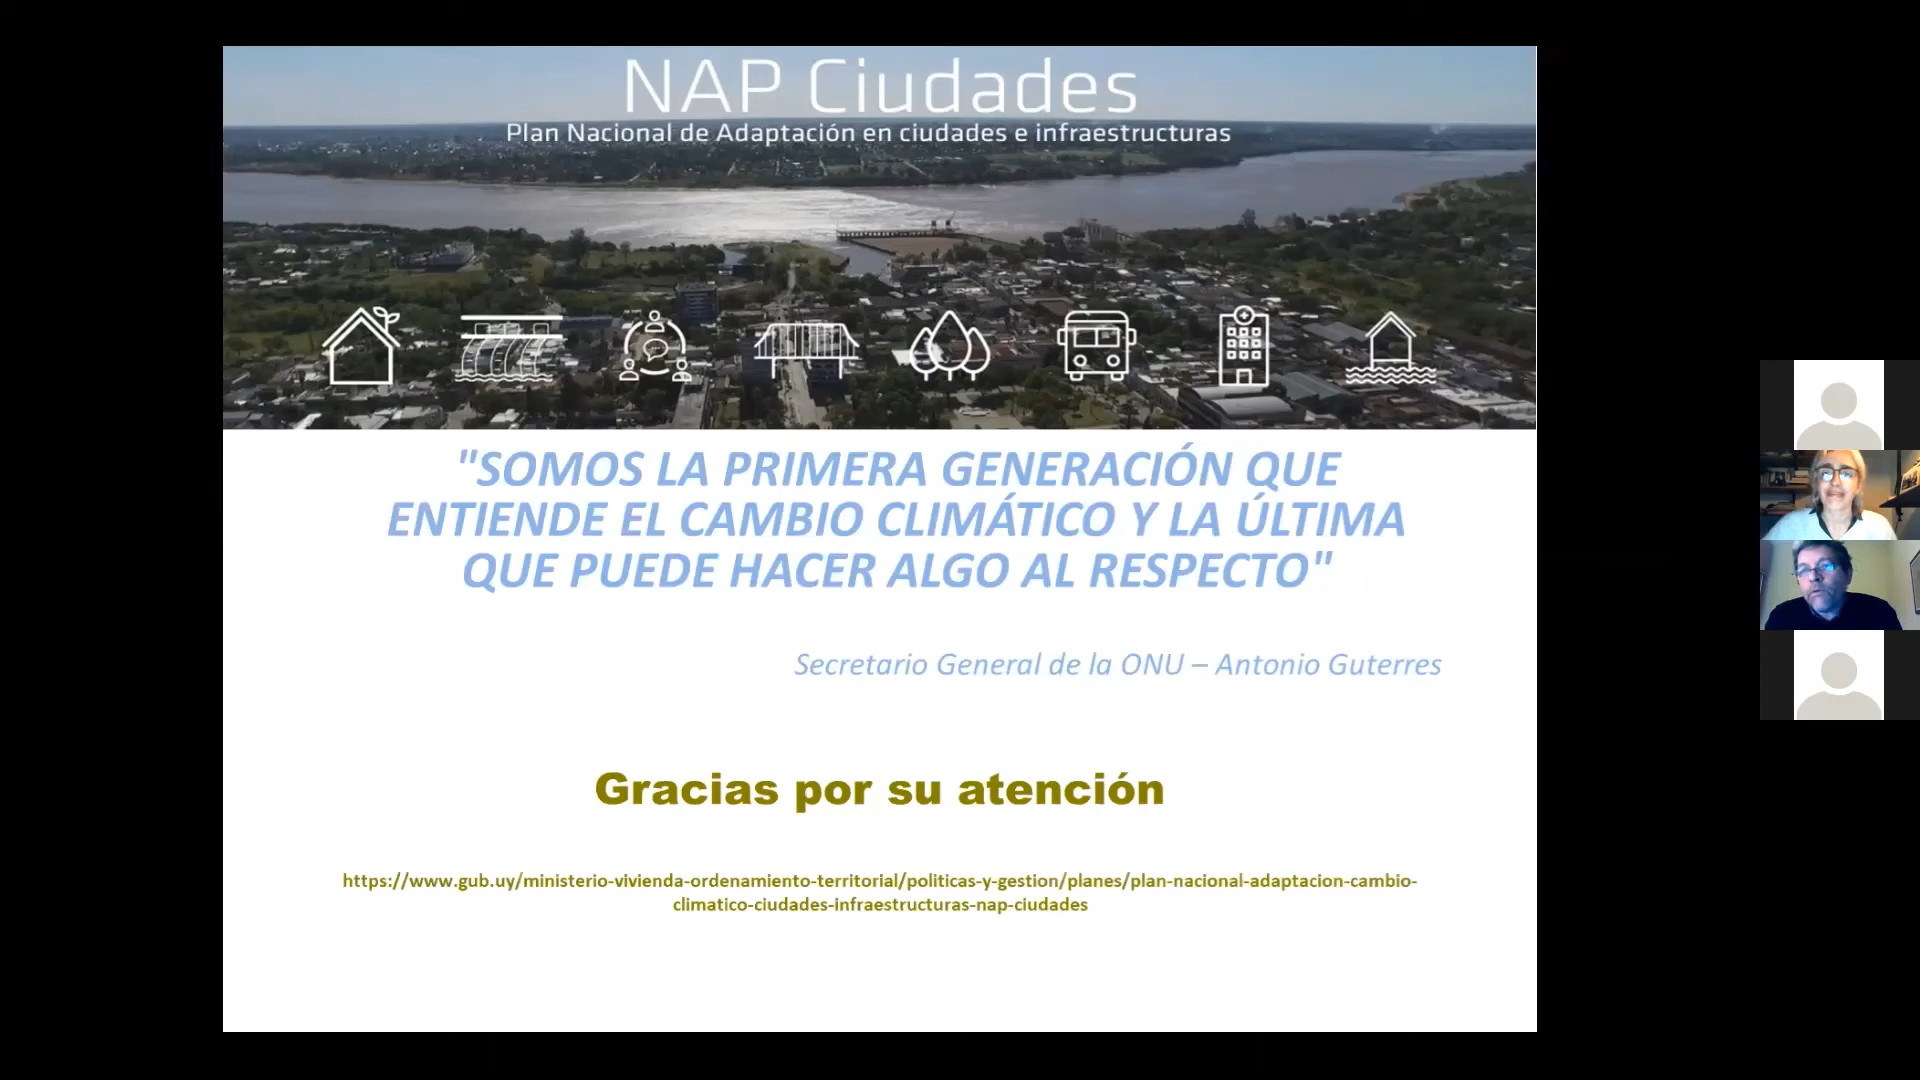 NAP Ciudades
Plan Nacional de Adaptación en ciudades e infraestructuras
"SOMOS LA PRIMERA GENERACIÓN QUE
ENTIENDE EL CAMBIO CLIMÁTICO Y LA ÚLTIMA
QUE PUEDE HACER ALGO AL RESPECTO"
Secretario General de la ONU – Antonio Guterres
Gracias por su atención
https://www.gub.uy/ministerio-vivienda-ordenamiento-territorial/politicas-y-gestion/planes/plan-nacional-adaptacion-cambio-
climatico-ciudades-infraestructuras-nap-ciudades